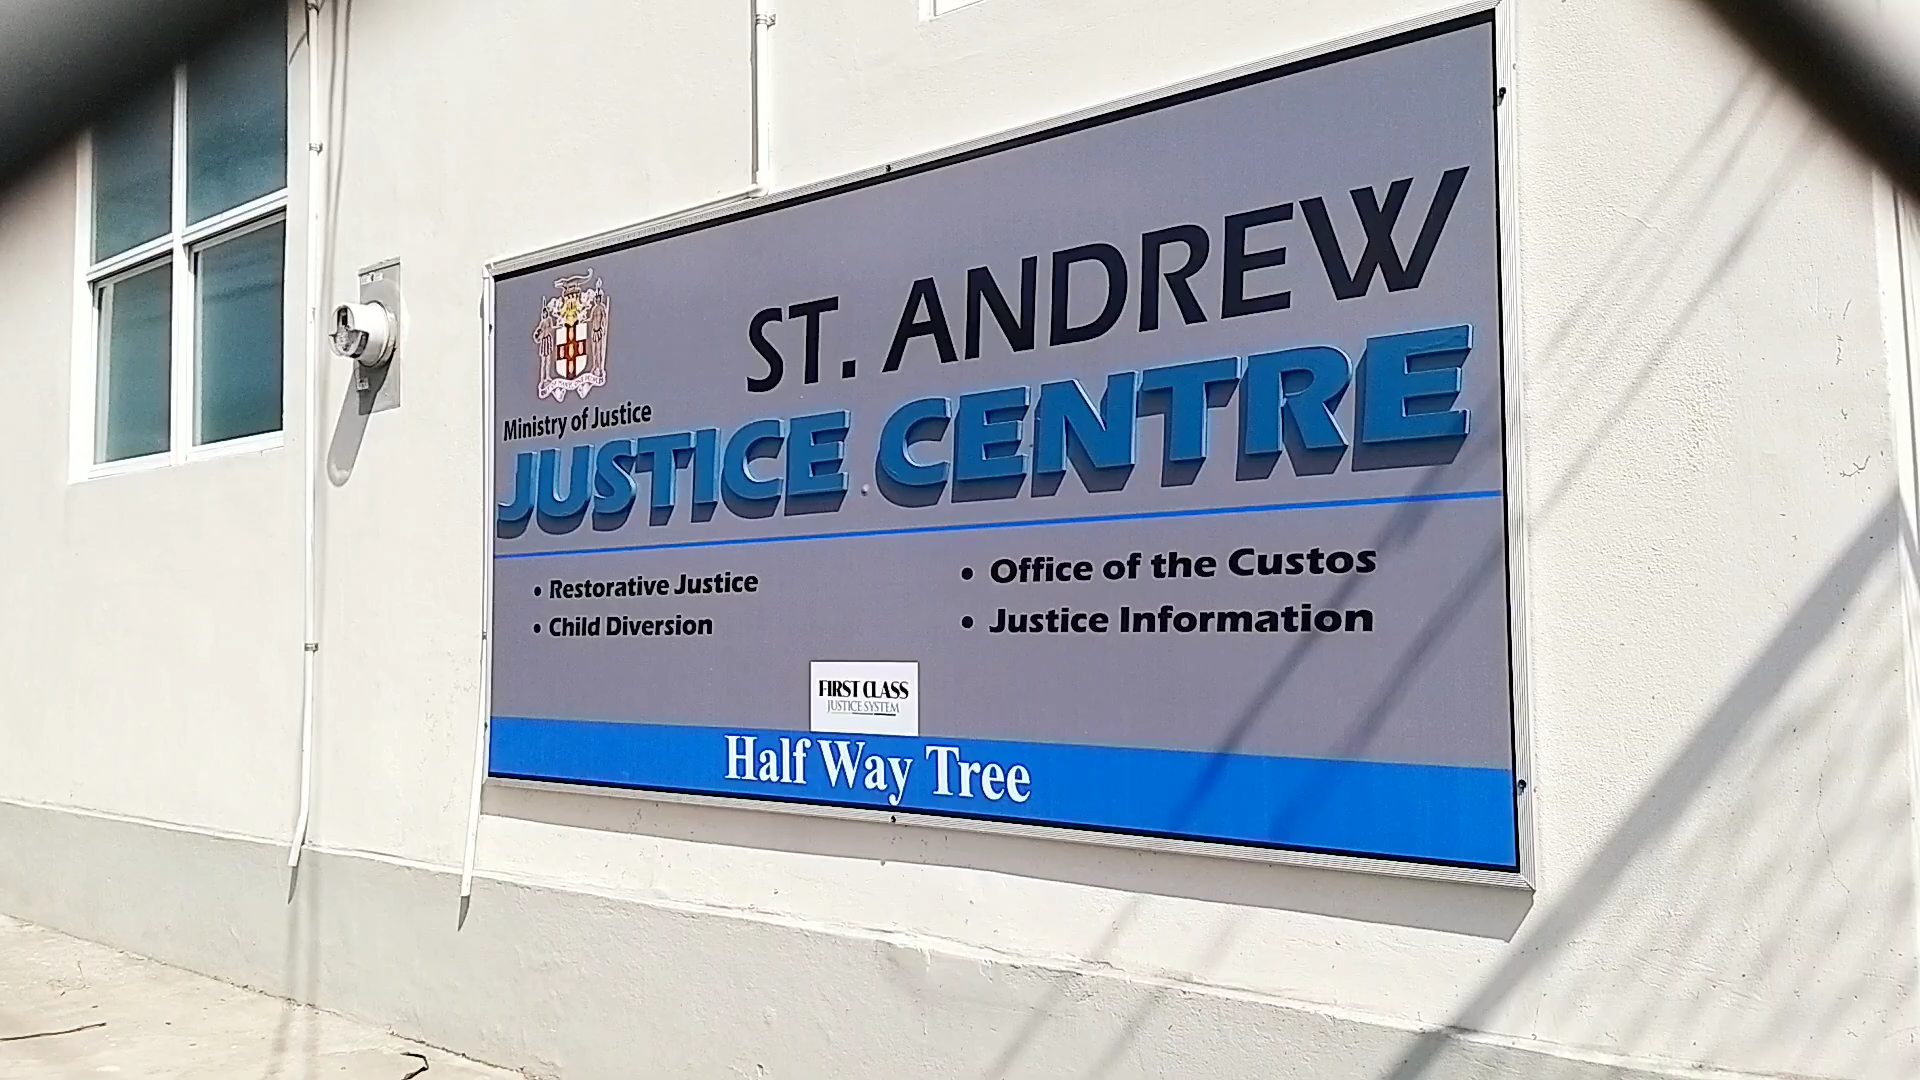 ST. ANDREW
Ministry of Justice
JUSTICE CENTRE
• Restorative Justice
• Child Diversion
• Office of the Custos
• Justice Information
FIRST CLASS
JUSTICE SYSTEM
Half Way Tree